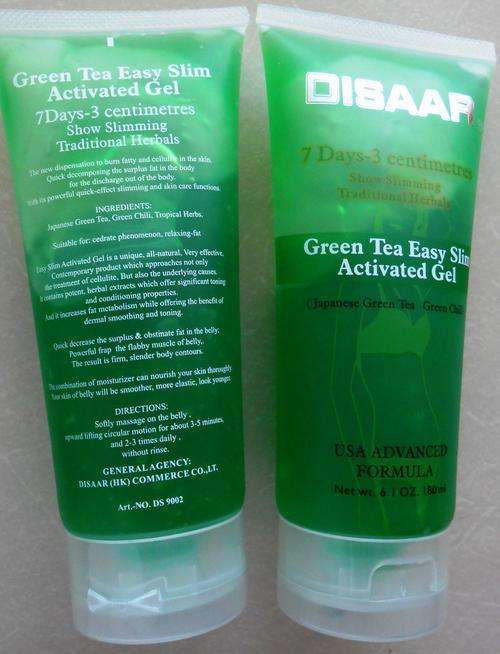 Green Tea Easy Slim
Activated Gel
7Days-3 centimetres
Show Slimming
Traditional Herbals
The new dispensation to burn fatty and cellulite in the skin,
Quick decomposing the surplus fat in the body
for the discharge out of the body.
With its powerful quick-effect slimming and skin care functions
INGREDIENTS:
Japanese Green Tea, Green Chili, Tropical Herbs.
Suitable for: cedrate phenomenon, relaxing-fat
Easy Slim Activated Gel is a unique, all-natural, Very effective,
Contemporary product which approaches not only
the treatment of cellulite. But also the underlying causes.
It contains potent, herbal extracts which offer significant toning
and conditioning properties.
And it increases fat metabolism while offering the benefit of
dermal smoothing and toning.
Quick decrease the surplus & obstinate fat in the belly;
Powerful frap the flabby muscle of belly,
The result is firm, slender body contours.
The combination of moisturizer can nourish your skin thoroughly.
Your skin of belly will be smoother, more elastic, look younger.
DIRECTIONS:
Softly massage on the belly ,
upward lifting circular motion for about 3-5 minutes,
and 2-3 times daily ,
without rinse.
GENERAL AGENCY:
DISAAR (HK) COMMERCE CO.,LT.
Art.-NO. DS 9002
DISAAR
7 Days-3 centimetres
Show Slimming
Traditional Herbals
Green Tea Easy Slim
Activated Gel
( Japanese Green Tea Green Chili
USA ADVANCED
FORMULA
Net wt. 6.1 OZ. 180ml